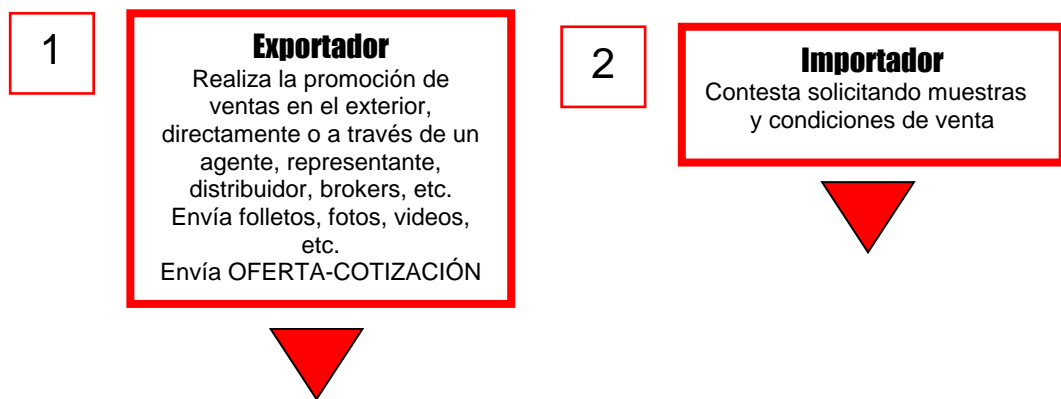 1
Exportador
Realiza la promoción de
ventas en el exterior,
directamente o a través de un
agente, representante,
distribuidor, brokers, etc.
Envía folletos, fotos, videos,
etc.
Envía OFERTA-COTIZACIÓN
2
Importador
Contesta solicitando muestras
y condiciones de venta